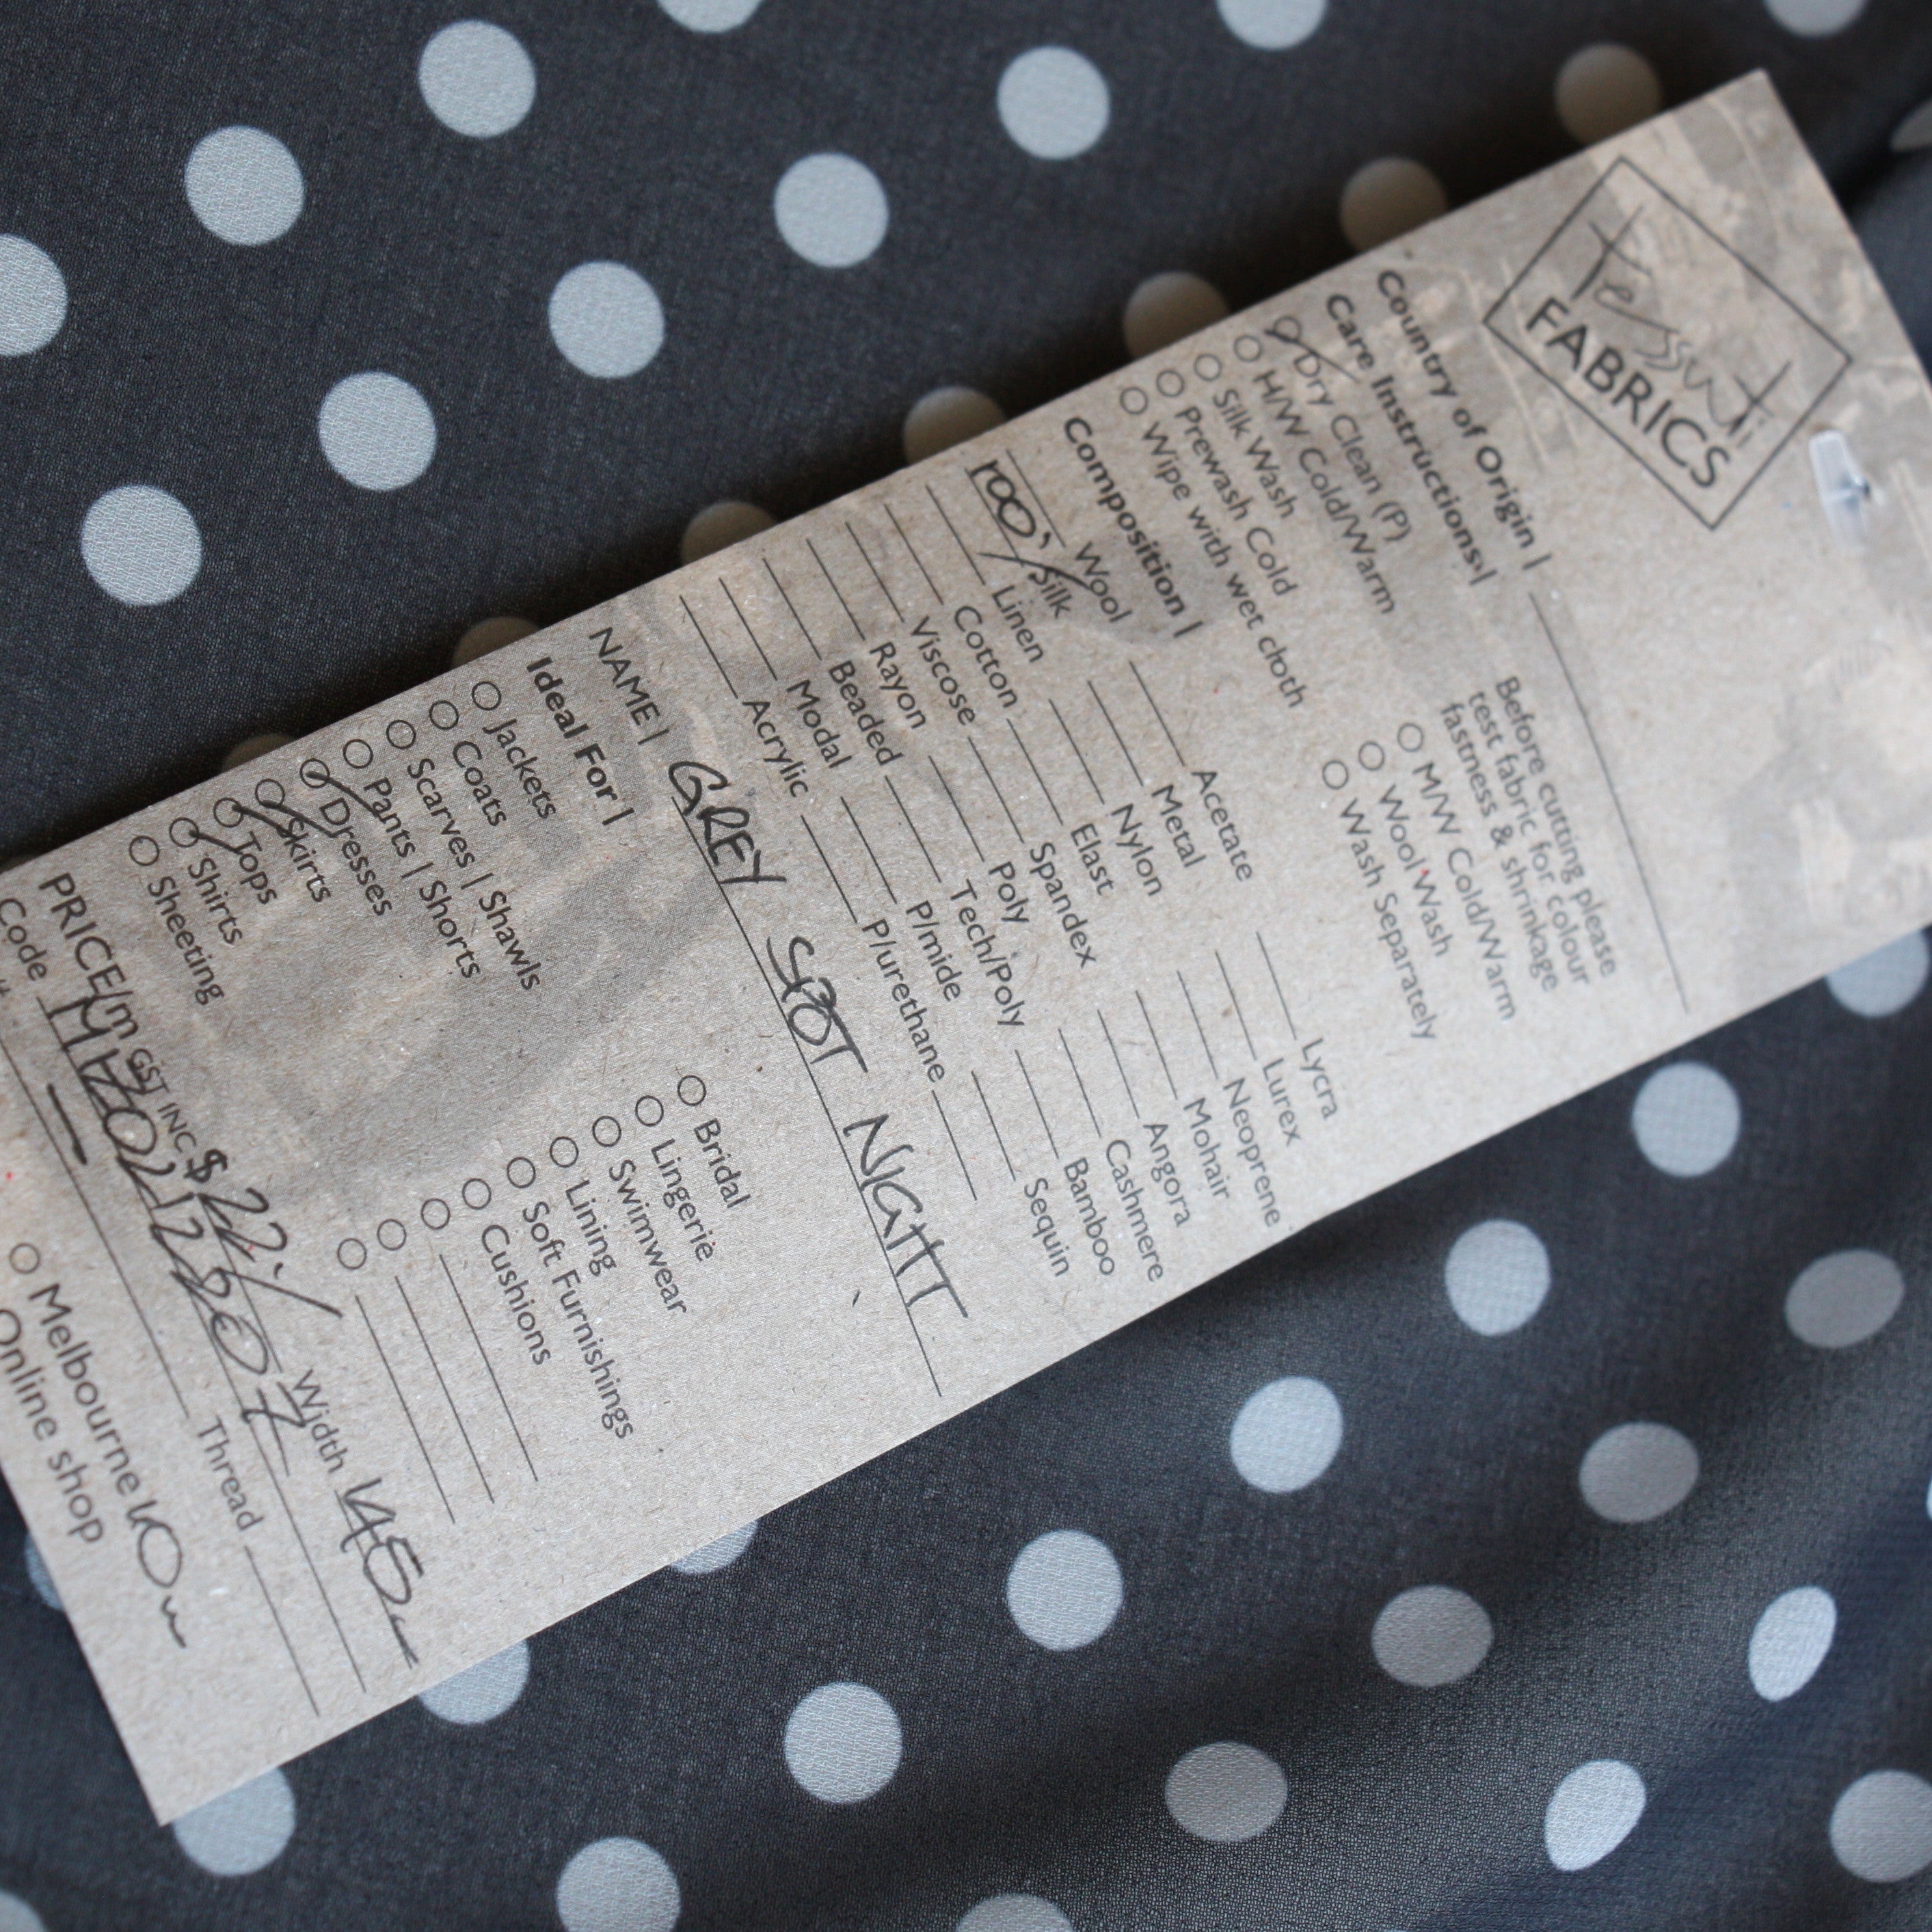 Tessuti
FABRICS
Country of Origin |
Care Instructions: |
Dry Clean (P)
H/W Cold/Warm
Silk Wash
Prewash Cold
Wipe with wet cloth
Before cutting please
test fabric for colour
fastness & shrinkage
M/W Cold/Warm
Wool Wash
Wash Separately
Composition |
Wool
100% Silk
Linen
Cotton
Viscose
Rayon
Beaded
Modal
Acrylic
Acetate
Metal
Nylon
Elast
Spandex
Poly
Tech/Poly
P/mide
P/urethane
Lycra
Lurex
Neoprene
Mohair
Angora
Cashmere
Bamboo
Sequin
NAME | GREY SPOT NIGHT
Ideal For |
Jackets
Coats
Scarves | Shawls
Pants | Shorts
Dresses
Skirts
Tops
Shirts
Sheeting
Bridal
Lingerie
Swimwear
Lining
Soft Furnishings
Cushions
PRICE/m GST INC $22.- Width 145
Code
Thread
Melbourne 10m
Online shop